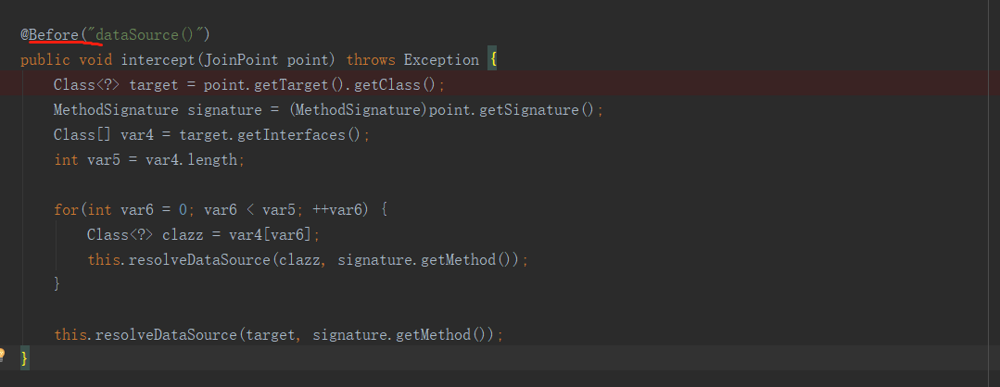 @Before("dataSource()")
public void intercept(JoinPoint point) throws Exception {
Class<?> target = point.getTarget().getClass();
MethodSignature signature = (MethodSignature)point.getSignature();
Class[] var4 = target.getInterfaces();
int var5 = var4.length;
for(int var6 = 0; var6 < var5; ++var6) {
Class<?> clazz = var4[var6];
this.resolveDataSource(clazz, signature.getMethod());
}
this.resolveDataSource(target, signature.getMethod());
}